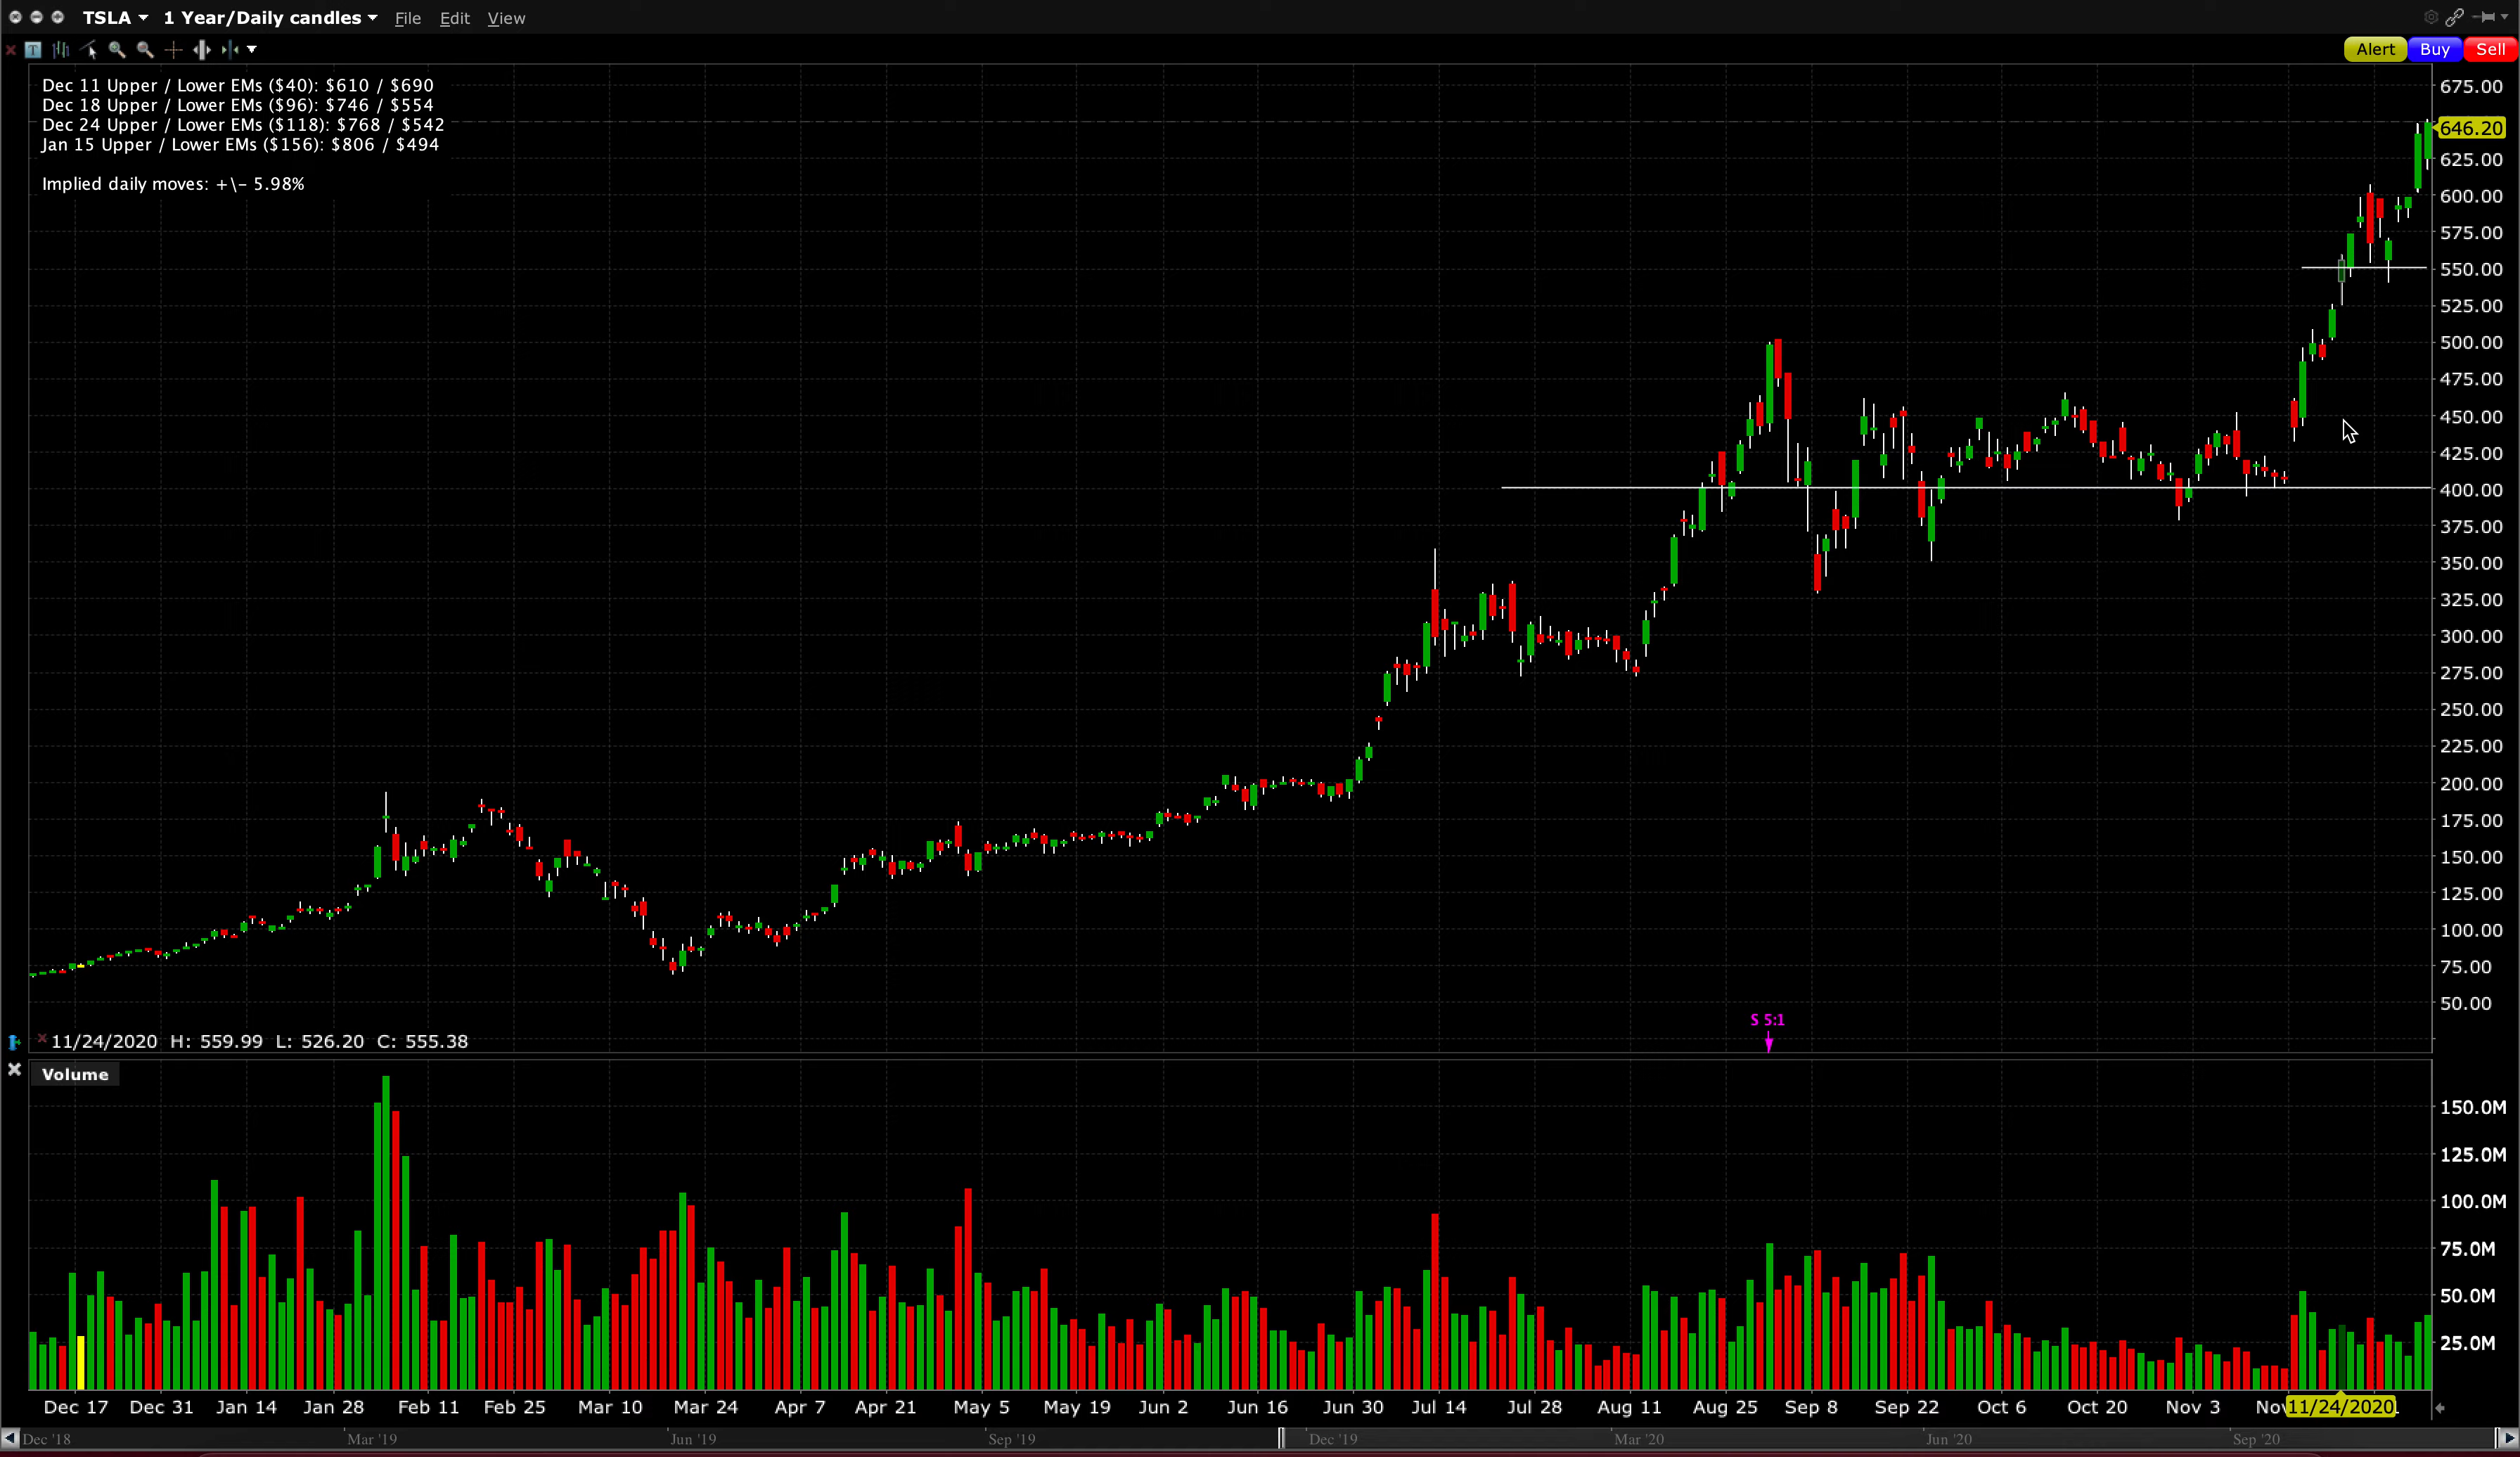 TSLA 1 Year/Daily candles File Edit View
Alert Buy Sell
Dec 11 Upper / Lower EMs ($40): $610 / $690
Dec 18 Upper / Lower EMs ($96): $746 / $554
Dec 24 Upper / Lower EMs ($118): $768 / $542
Jan 15 Upper / Lower EMs ($156): $806 / $494
Implied daily moves: +\- 5.98%
675.00
646.20
625.00
600.00
575.00
550.00
525.00
500.00
475.00
450.00
425.00
400.00
375.00
350.00
325.00
300.00
275.00
250.00
225.00
200.00
175.00
150.00
125.00
100.00
75.00
50.00
S 5:1
11/24/2020 H: 559.99 L: 526.20 C: 555.38
Volume
150.0M
125.0M
100.0M
75.0M
50.0M
25.0M
Dec 17 Dec 31 Jan 14 Jan 28 Feb 11 Feb 25 Mar 10 Mar 24 Apr 7 Apr 21 May 5 May 19 Jun 2 Jun 16 Jun 30 Jul 14 Jul 28 Aug 11 Aug 25 Sep 8 Sep 22 Oct 6 Oct 20 Nov 3 Nov 11/24/2020
Dec '18 Mar '19 Jun '19 Sep '19 Dec '19 Mar '20 Jun '20 Sep '20